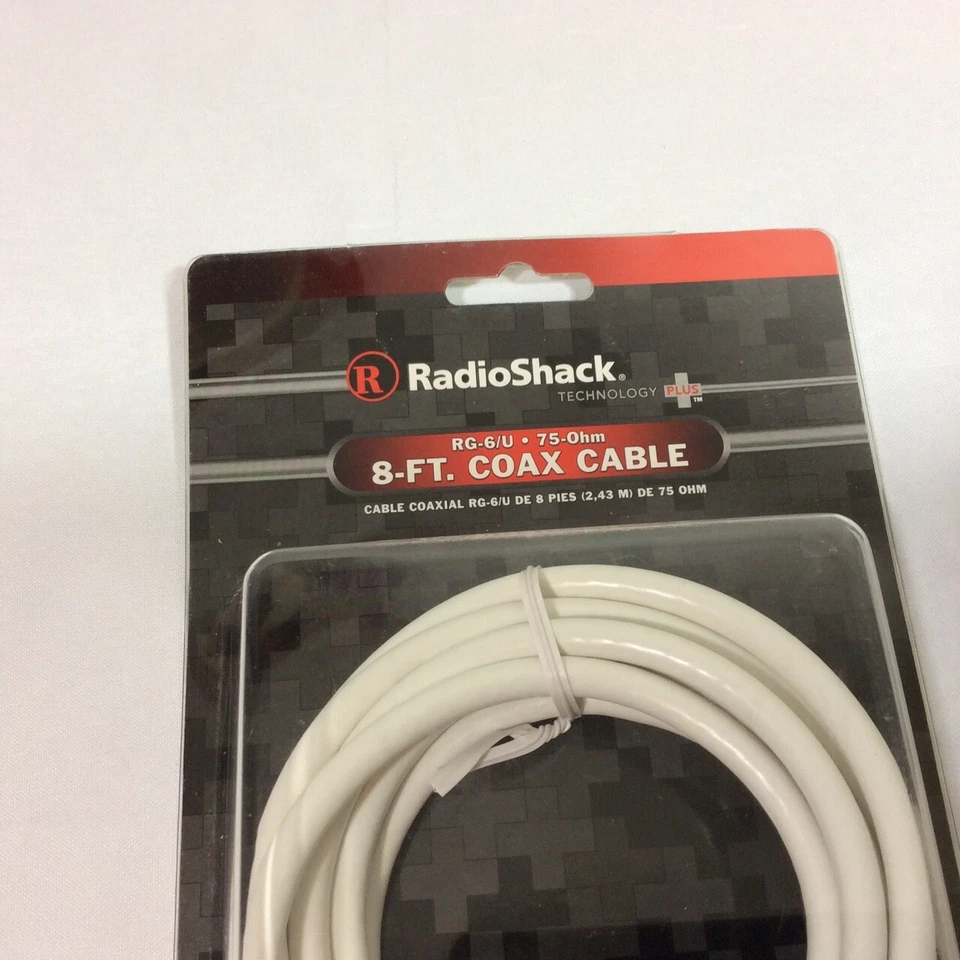 R RadioShack®
TECHNOLOGY PLUS™
RG-6/U • 75-Ohm
8-FT. COAX CABLE
CABLE COAXIAL RG-6/U DE 8 PIES (2,43 M) DE 75 OHM